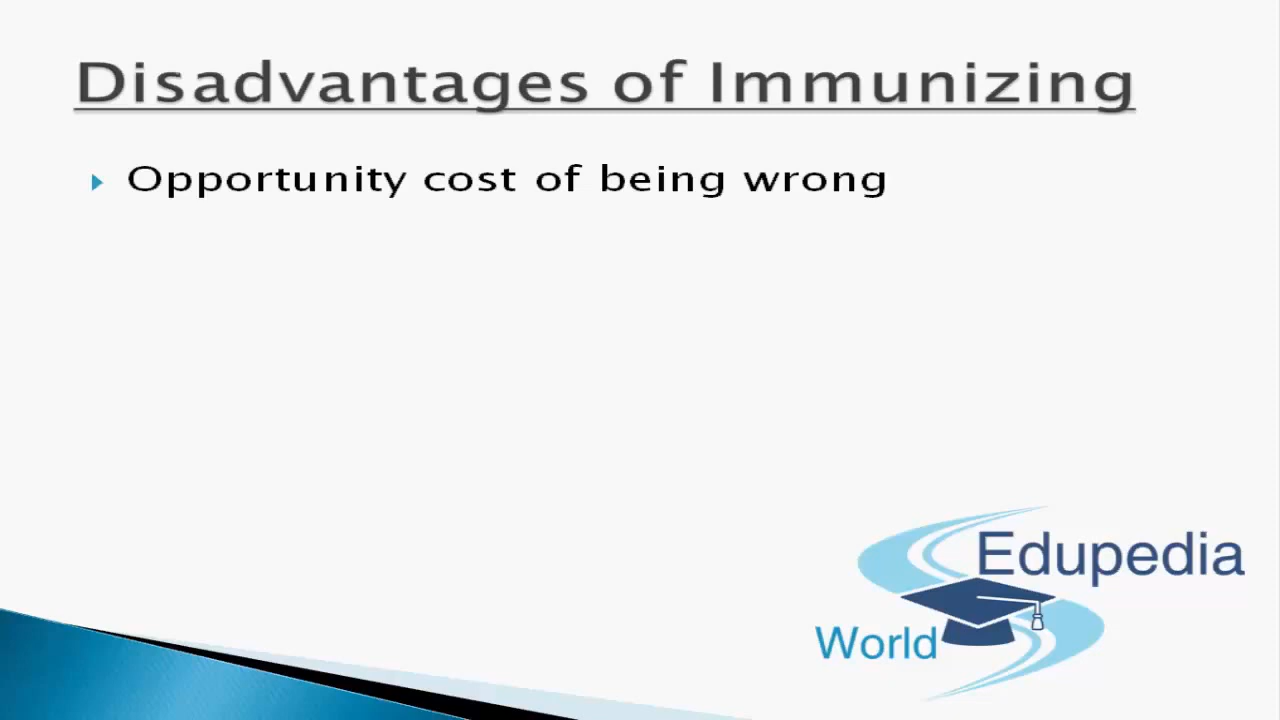 Disadvantages of Immunizing
Opportunity cost of being wrong
Edupedia
World